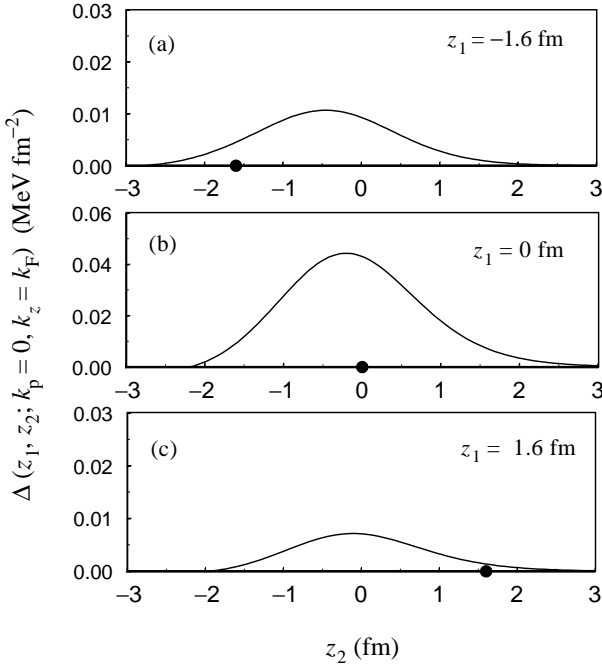 Δ (z₁, z₂; kₚ = 0, k_z = k_F) (MeV fm⁻²)
0.03
(a)
z₁ = −1.6 fm
0.02
0.01
0.00
−3 −2 −1 0 1 2 3
0.06
(b)
z₁ = 0 fm
0.04
0.02
0.00
−3 −2 −1 0 1 2 3
0.03
(c)
z₁ = 1.6 fm
0.02
0.01
0.00
−3 −2 −1 0 1 2 3
z₂ (fm)